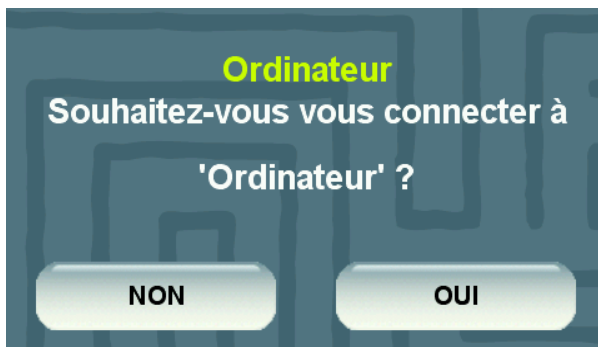 Ordinateur
Souhaitez-vous vous connecter à
'Ordinateur' ?
NON
OUI